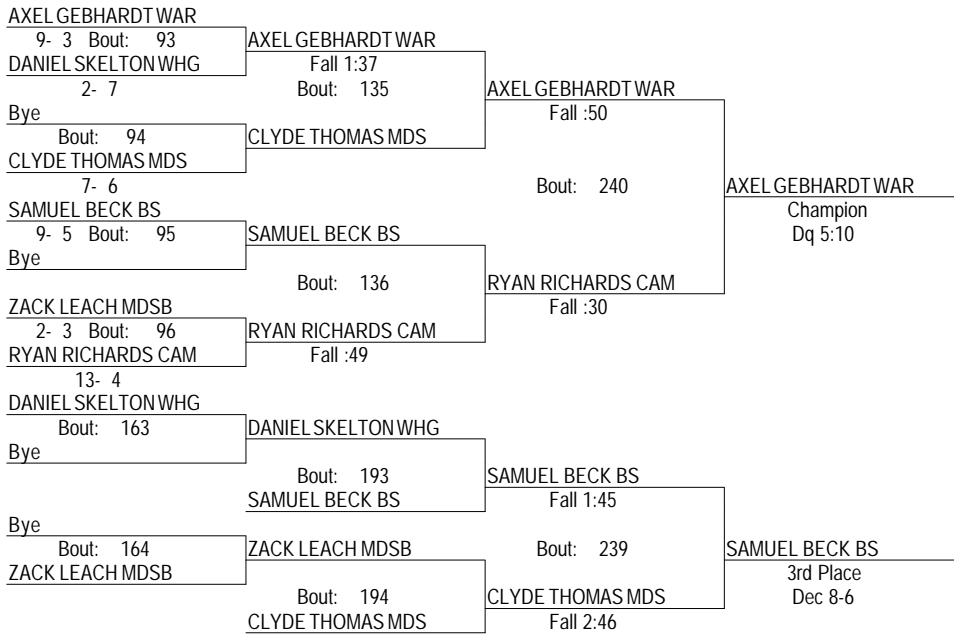 AXEL GEBHARDT WAR
9- 3 Bout: 93 AXEL GEBHARDT WAR
DANIEL SKELTON WHG Fall 1:37
2- 7 Bout: 135 AXEL GEBHARDT WAR
Bye Fall :50
Bout: 94 CLYDE THOMAS MDS
CLYDE THOMAS MDS
7- 6 Bout: 240 AXEL GEBHARDT WAR
SAMUEL BECK BS Champion
9- 5 Bout: 95 SAMUEL BECK BS Dq 5:10
Bye
Bout: 136 RYAN RICHARDS CAM
ZACK LEACH MDSB Fall :30
2- 3 Bout: 96 RYAN RICHARDS CAM
RYAN RICHARDS CAM Fall :49
13- 4
DANIEL SKELTON WHG
Bout: 163 DANIEL SKELTON WHG
Bye
Bout: 193 SAMUEL BECK BS
SAMUEL BECK BS Fall 1:45
Bye
Bout: 164 ZACK LEACH MDSB Bout: 239 SAMUEL BECK BS
ZACK LEACH MDSB 3rd Place
Bout: 194 CLYDE THOMAS MDS Dec 8-6
CLYDE THOMAS MDS Fall 2:46